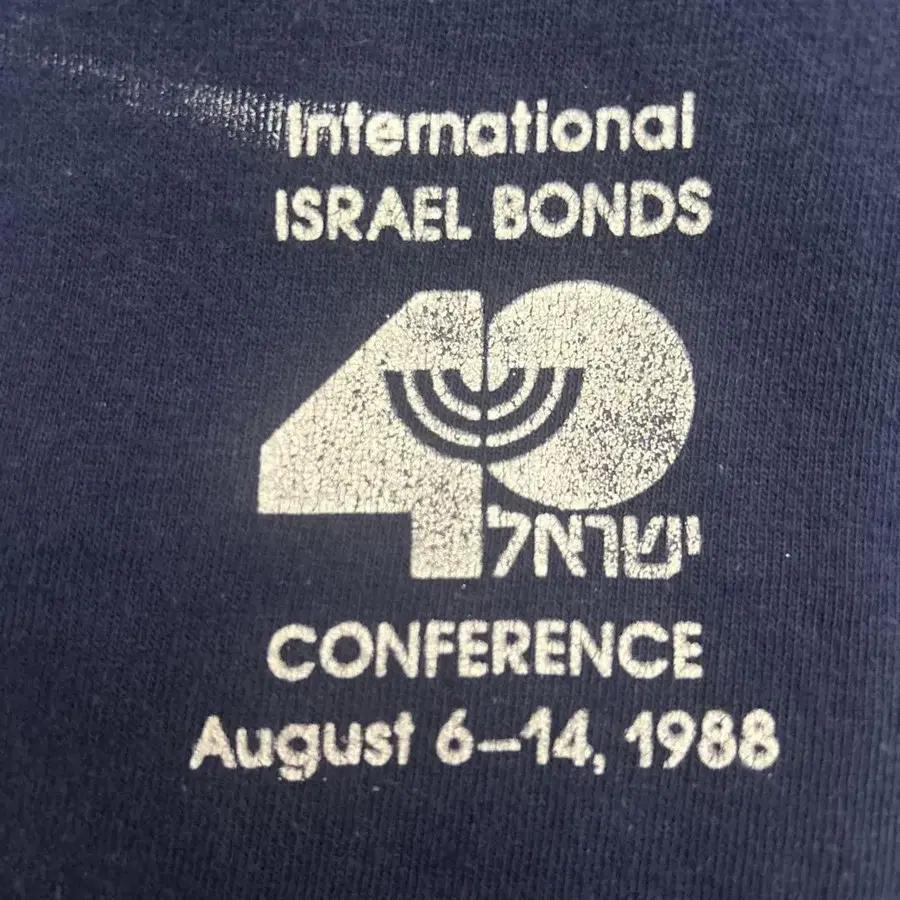 International
ISRAEL BONDS
40
ישראל
CONFERENCE
August 6–14, 1988